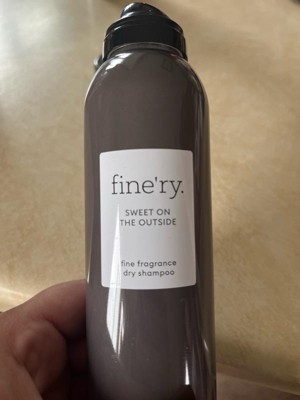 fine'ry.
SWEET ON
THE OUTSIDE
fine fragrance
dry shampoo